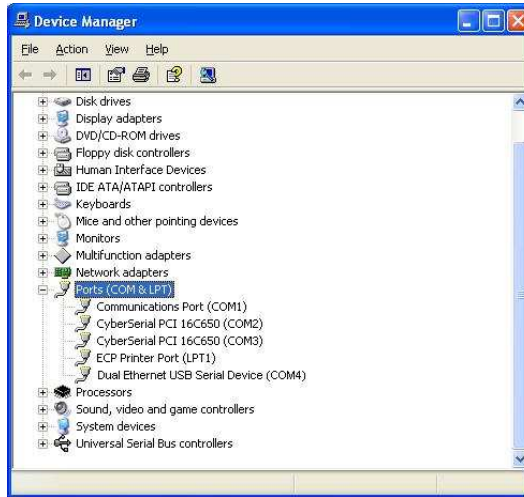 Device Manager
File Action View Help
Disk drives
Display adapters
DVD/CD-ROM drives
Floppy disk controllers
Human Interface Devices
IDE ATA/ATAPI controllers
Keyboards
Mice and other pointing devices
Monitors
Multifunction adapters
Network adapters
Ports (COM & LPT)
Communications Port (COM1)
CyberSerial PCI 16C650 (COM2)
CyberSerial PCI 16C650 (COM3)
ECP Printer Port (LPT1)
Dual Ethernet USB Serial Device (COM4)
Processors
Sound, video and game controllers
System devices
Universal Serial Bus controllers